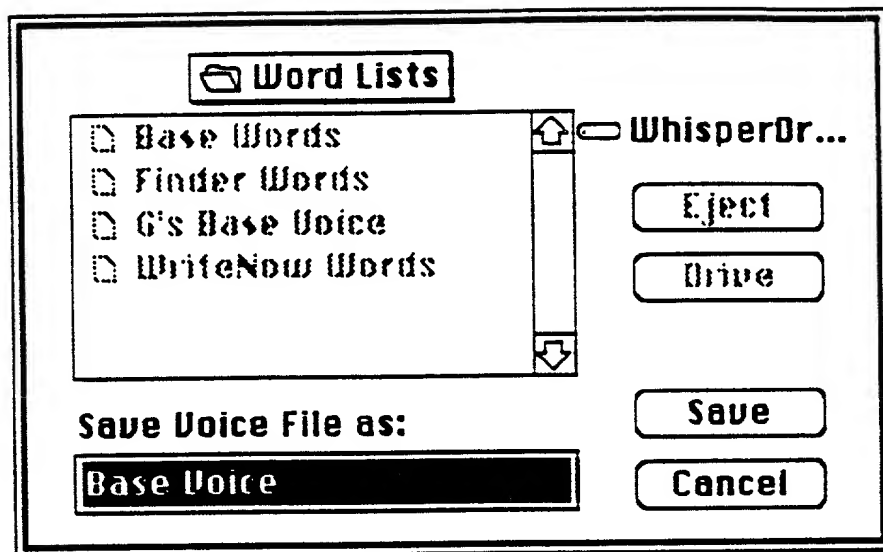 Word Lists
Base Words
Finder Words
G's Base Voice
WriteNow Words
WhisperDr...
Eject
Drive
Save Voice File as:
Base Voice
Save
Cancel